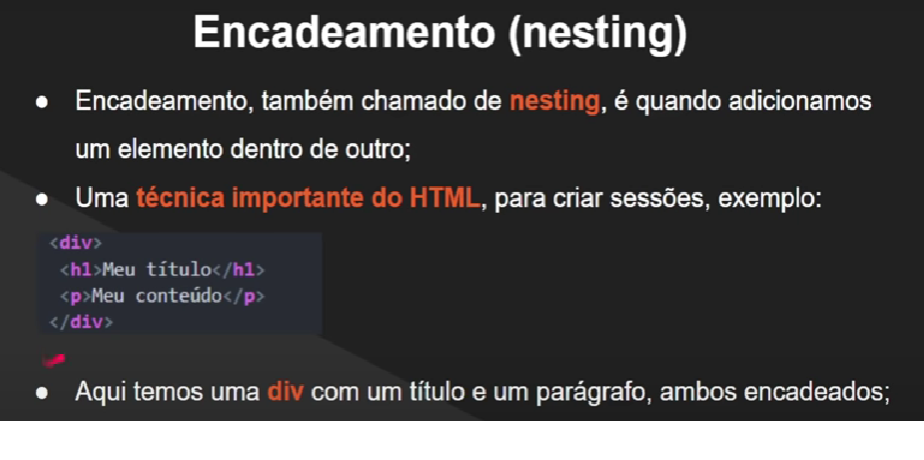 Encadeamento (nesting)
● Encadeamento, também chamado de nesting, é quando adicionamos
um elemento dentro de outro;
● Uma técnica importante do HTML, para criar sessões, exemplo:
<div>
<h1>Meu título</h1>
<p>Meu conteúdo</p>
</div>
● Aqui temos uma div com um título e um parágrafo, ambos encadeados;